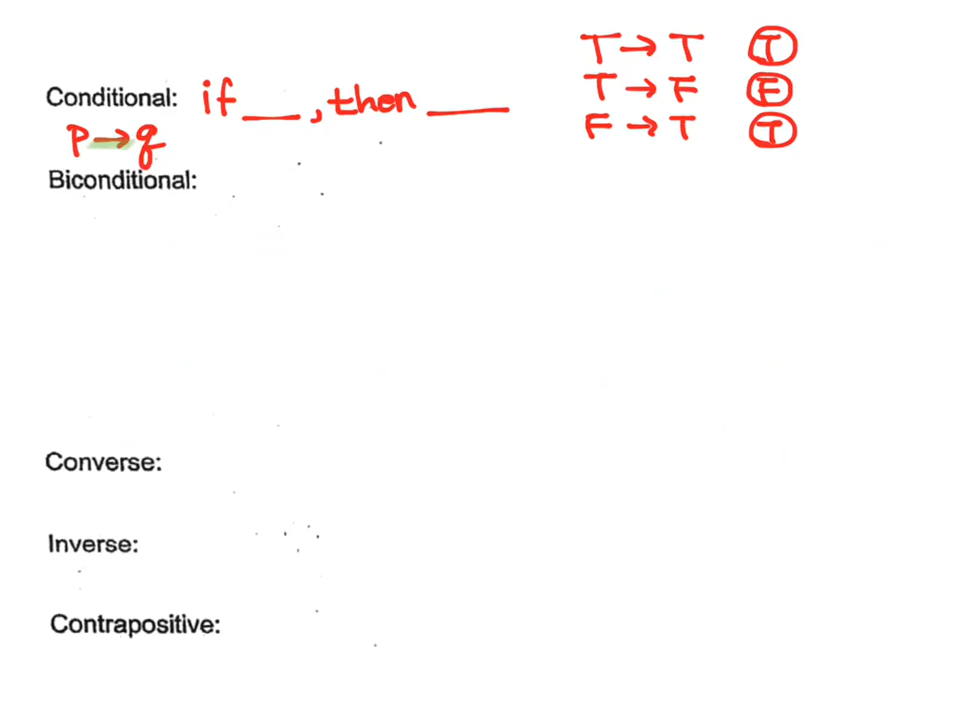 T → T T
T → F F
Conditional: if ___, then ___
F → T T
P → q
Biconditional:
Converse:
Inverse:
Contrapositive: